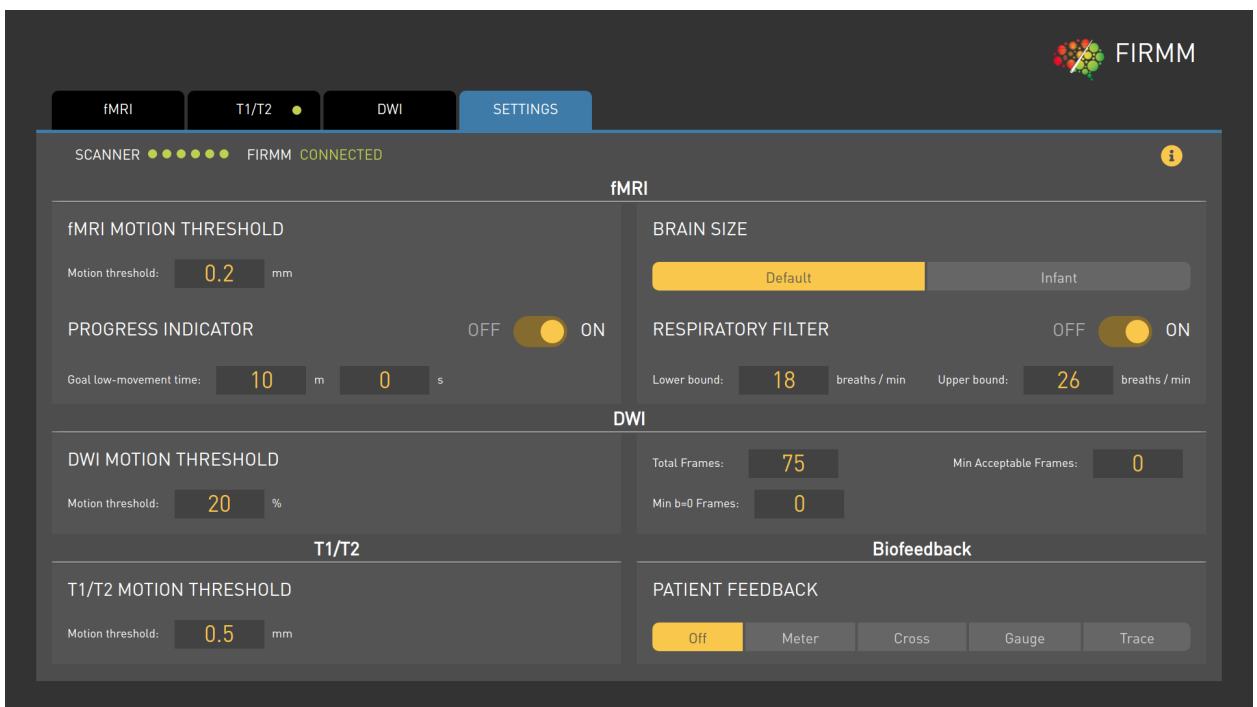 FIRMM
fMRI T1/T2 DWI SETTINGS
SCANNER FIRMM CONNECTED i
fMRI
fMRI MOTION THRESHOLD
Motion threshold: 0.2 mm
BRAIN SIZE
Default Infant
PROGRESS INDICATOR OFF ON
Goal low-movement time: 10 m 0 s
RESPIRATORY FILTER OFF ON
Lower bound: 18 breaths / min Upper bound: 26 breaths / min
DWI
DWI MOTION THRESHOLD
Motion threshold: 20 %
Total Frames: 75 Min Acceptable Frames: 0
Min b=0 Frames: 0
T1/T2
T1/T2 MOTION THRESHOLD
Motion threshold: 0.5 mm
Biofeedback
PATIENT FEEDBACK
Off Meter Cross Gauge Trace